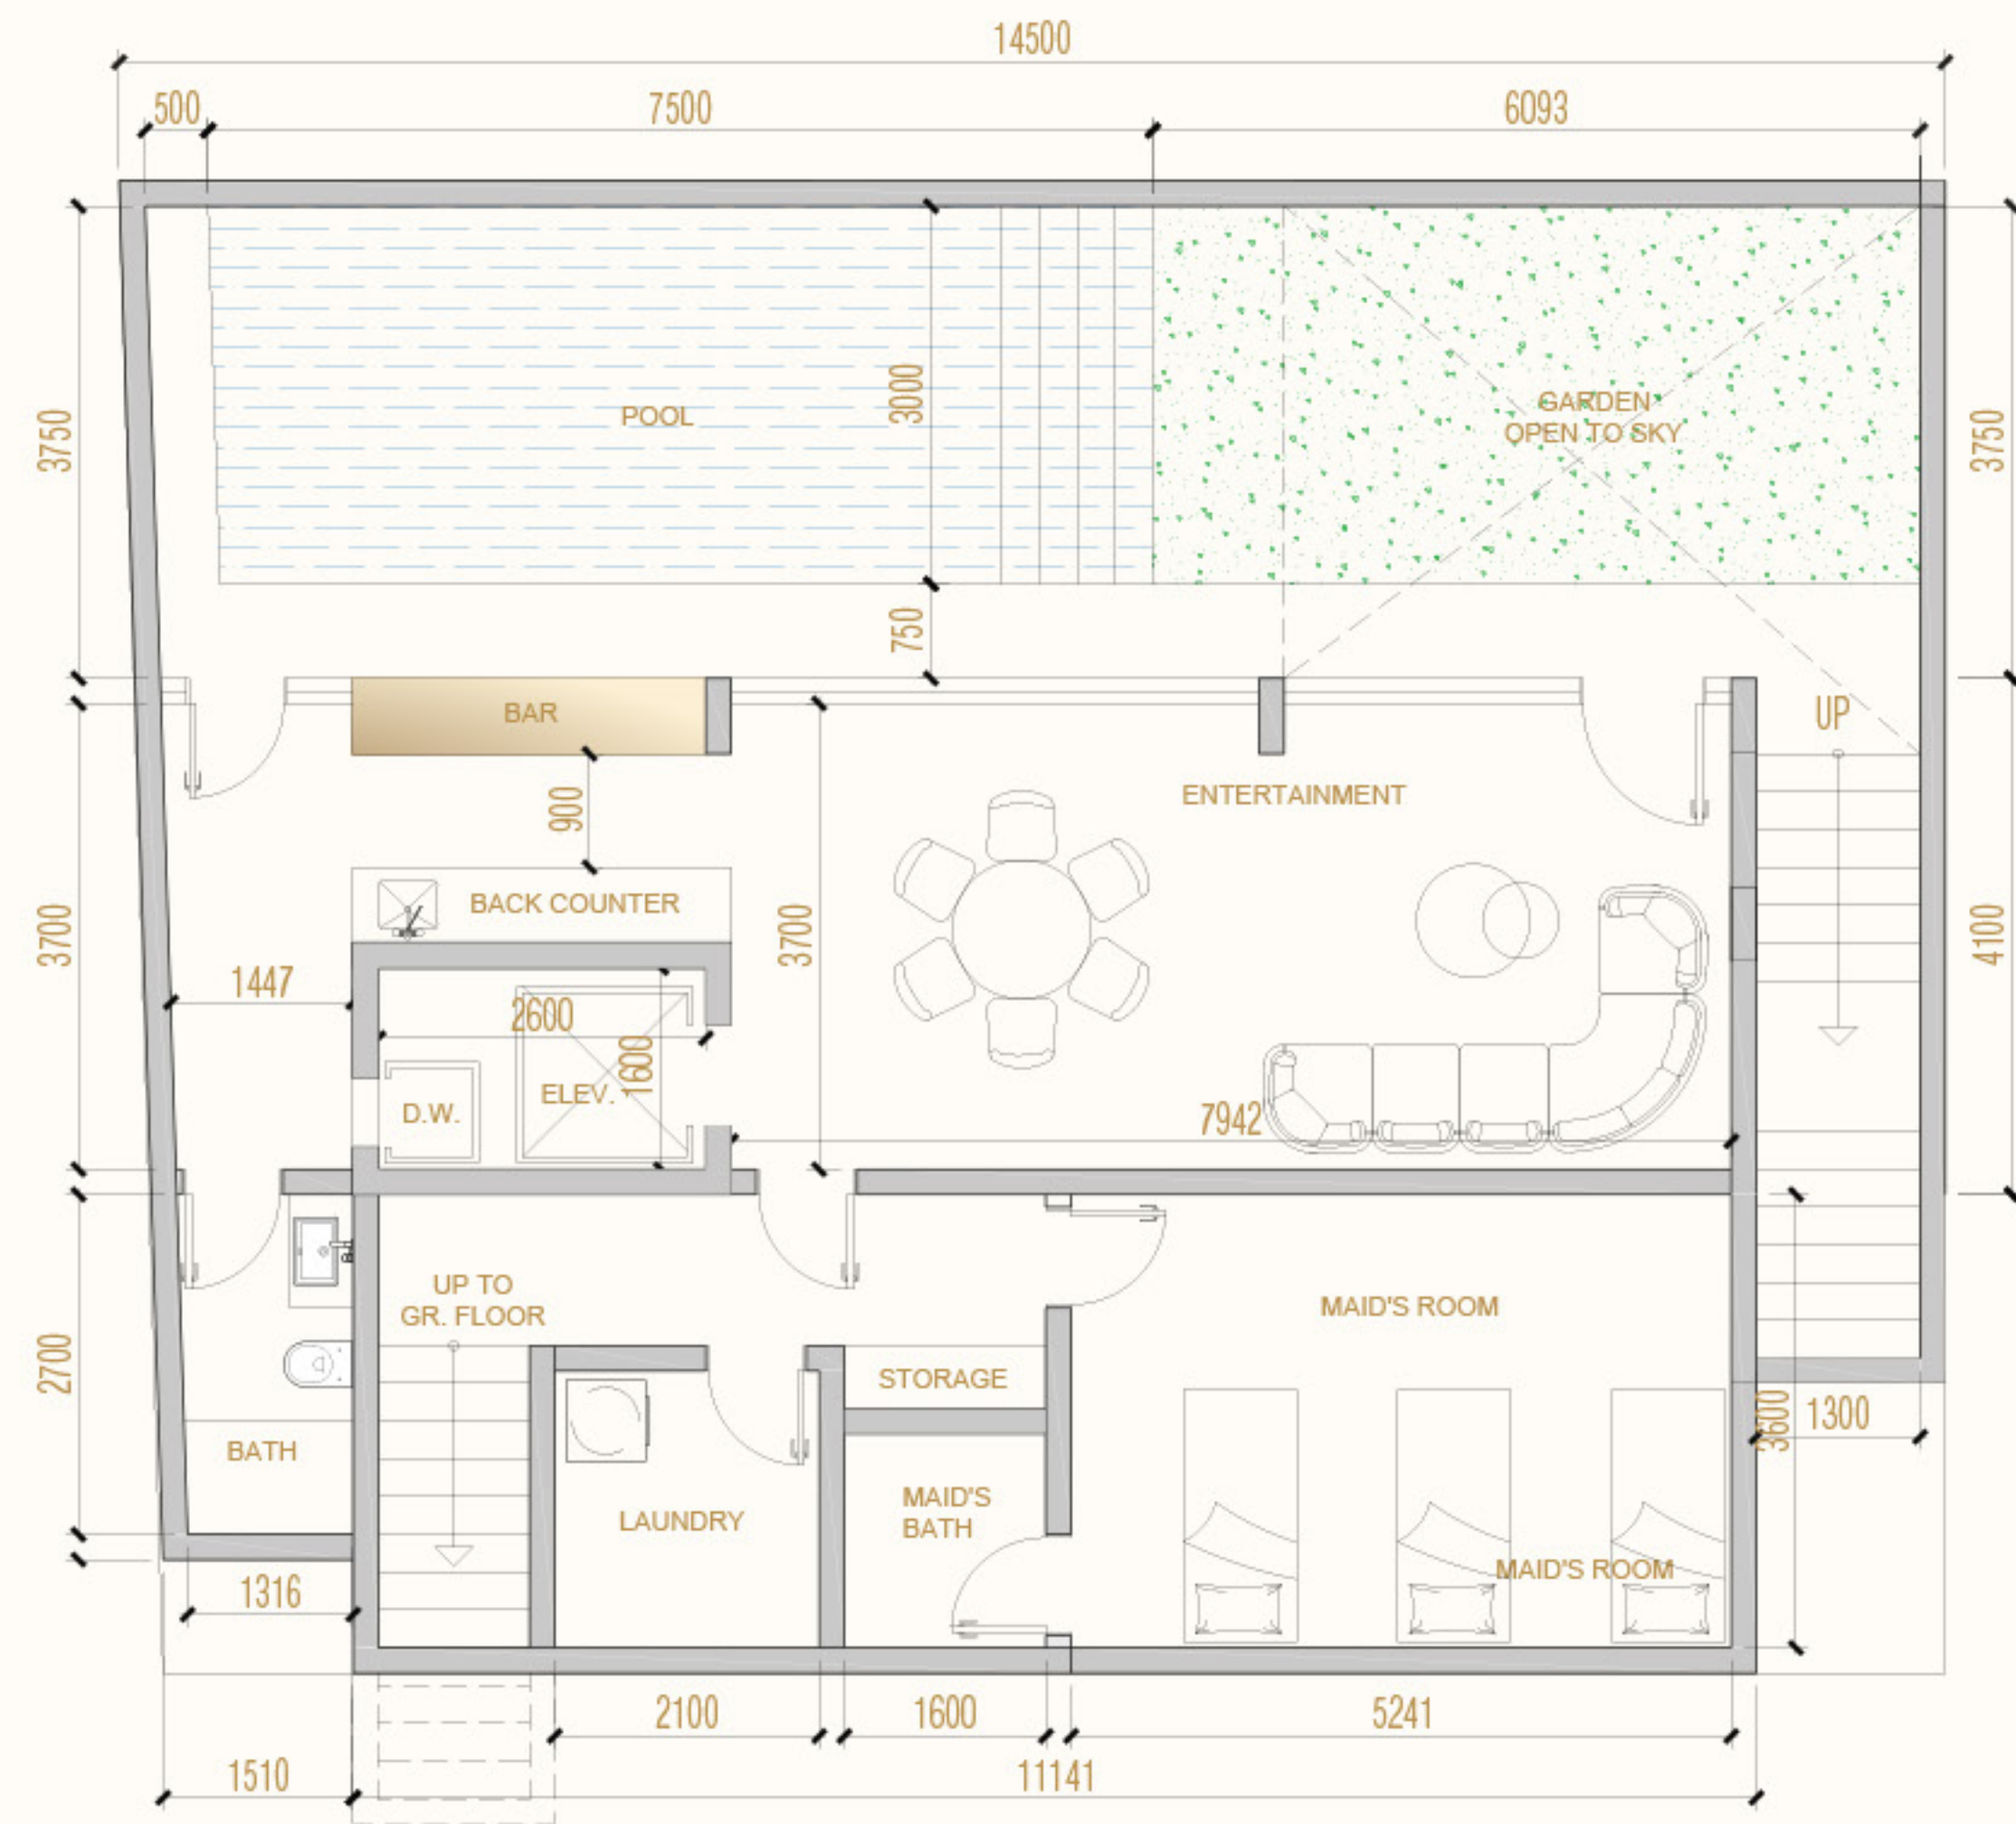 14500
500
7500
6093
3750
POOL
3000
GARDEN
OPEN TO SKY
3750
750
BAR
UP
900
ENTERTAINMENT
BACK COUNTER
3700
3700
4100
1447
2600
1600
ELEV.
D.W.
7942
UP TO
GR. FLOOR
MAID'S ROOM
2700
STORAGE
3600
1300
BATH
LAUNDRY
MAID'S
BATH
MAID'S ROOM
1316
2100
1600
5241
1510
11141